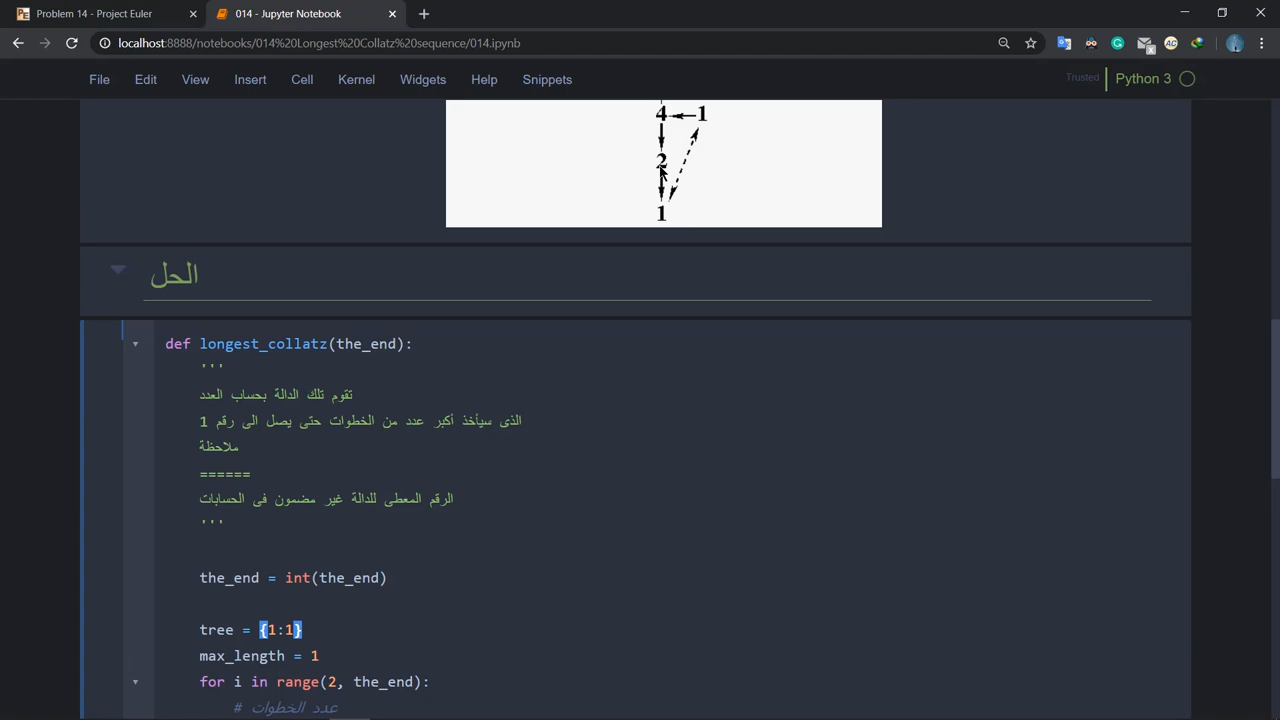 Problem 14 - Project Euler
014 - Jupyter Notebook
localhost:8888/notebooks/014%20Longest%20Collatz%20sequence/014.ipynb
File Edit View Insert Cell Kernel Widgets Help Snippets
Trusted
Python 3
4 1
2
1
الحل
def longest_collatz(the_end):
'''
تقوم تلك الدالة بحساب العدد
الذى سيأخذ أكبر عدد من الخطوات حتى يصل الى رقم 1
ملاحظة
======
الرقم المعطى للدالة غير مضمون فى الحسابات
'''
the_end = int(the_end)
tree = {1:1}
max_length = 1
for i in range(2, the_end):
# عدد الخطوات